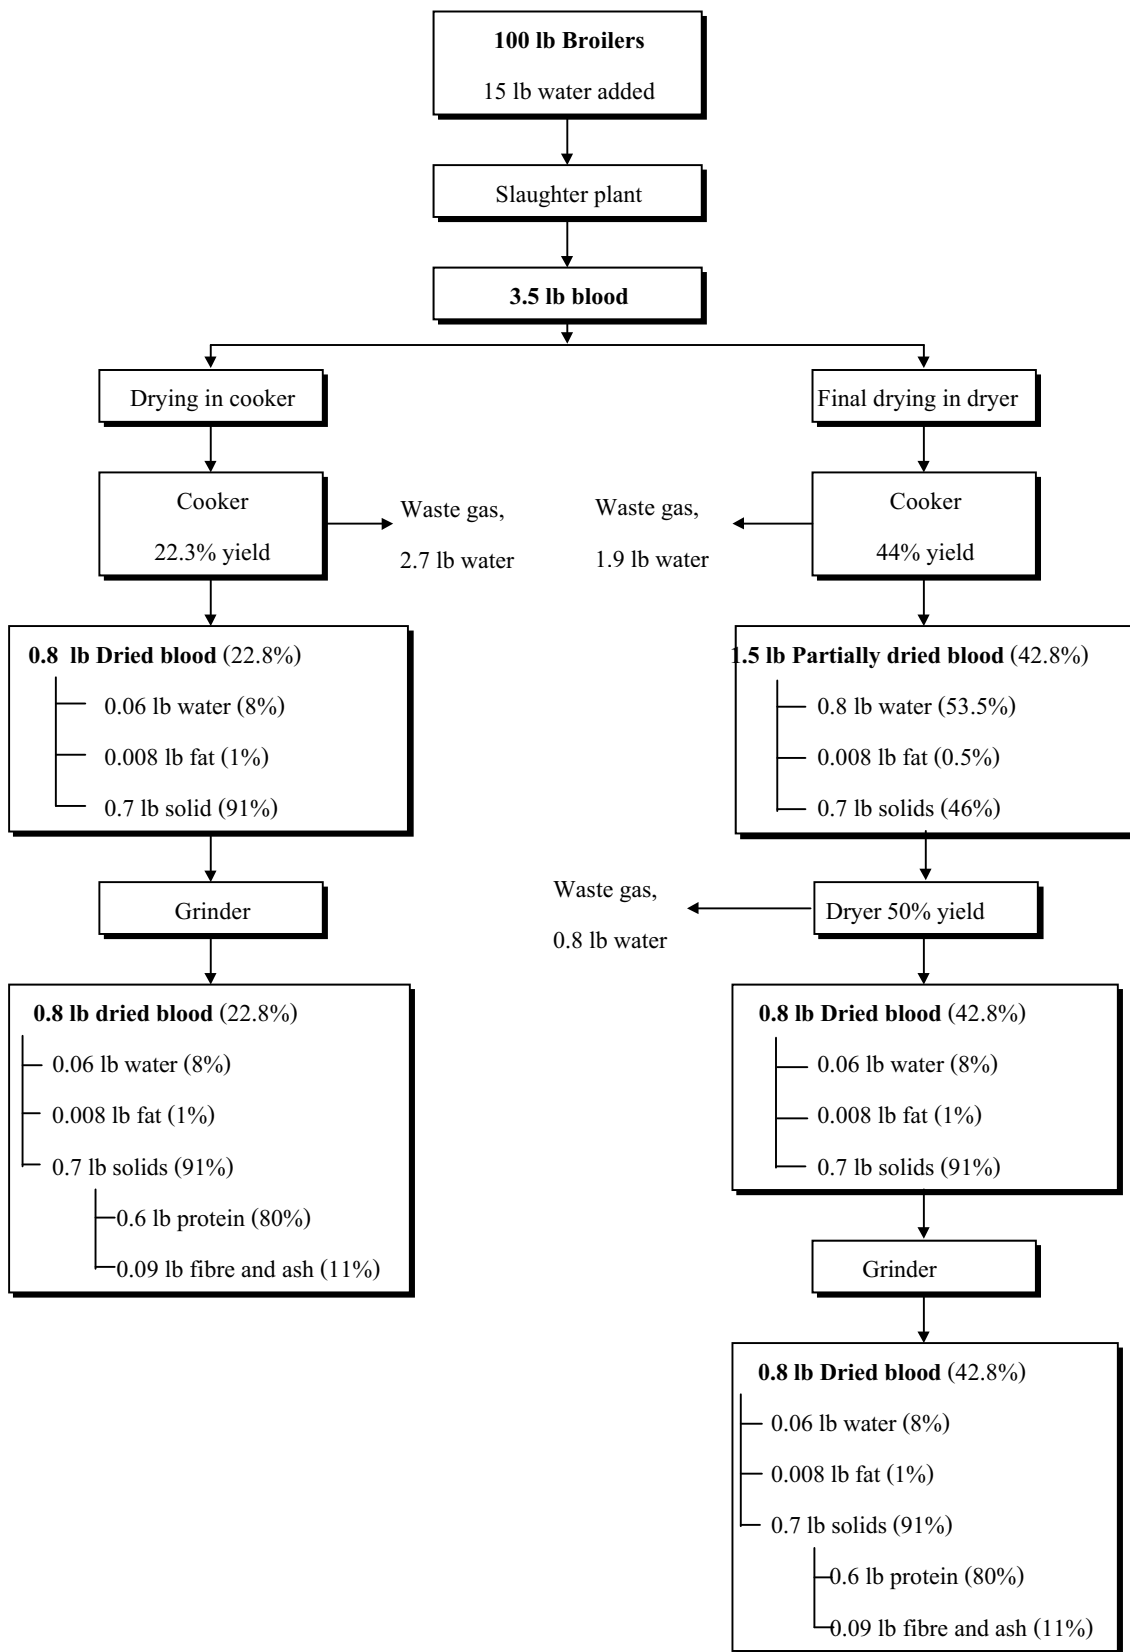 100 lb Broilers
15 lb water added
Slaughter plant
3.5 lb blood
Drying in cooker
Cooker
22.3% yield
Waste gas,
2.7 lb water
0.8 lb Dried blood (22.8%)
0.06 lb water (8%)
0.008 lb fat (1%)
0.7 lb solid (91%)
Grinder
0.8 lb dried blood (22.8%)
0.06 lb water (8%)
0.008 lb fat (1%)
0.7 lb solids (91%)
0.6 lb protein (80%)
0.09 lb fibre and ash (11%)
Final drying in dryer
Cooker
44% yield
Waste gas,
1.9 lb water
1.5 lb Partially dried blood (42.8%)
0.8 lb water (53.5%)
0.008 lb fat (0.5%)
0.7 lb solids (46%)
Dryer 50% yield
Waste gas,
0.8 lb water
0.8 lb Dried blood (42.8%)
0.06 lb water (8%)
0.008 lb fat (1%)
0.7 lb solids (91%)
Grinder
0.8 lb Dried blood (42.8%)
0.06 lb water (8%)
0.008 lb fat (1%)
0.7 lb solids (91%)
0.6 lb protein (80%)
0.09 lb fibre and ash (11%)